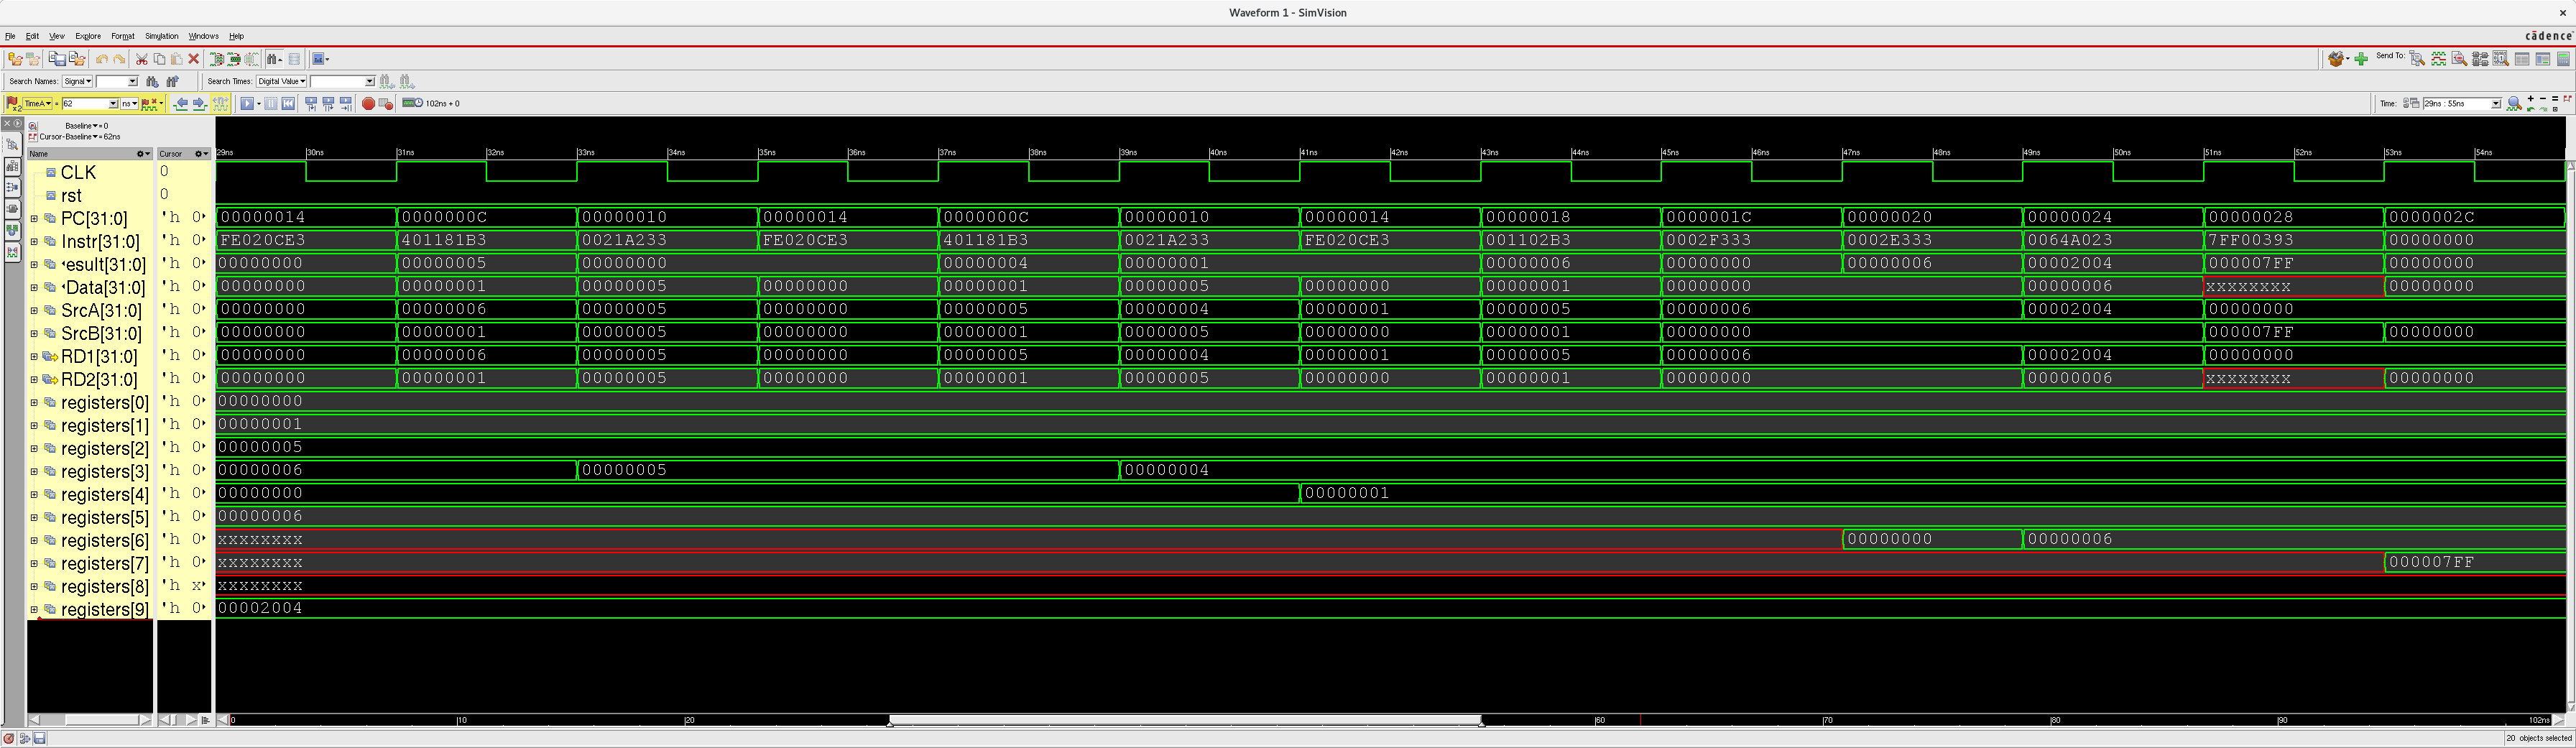 Waveform 1 - SimVision
File Edit View Explore Format Simulation Windows Help
cādence
Search Names: Signal Search Times: Digital Value Send To:
TimeA = 62 ns 102ns + 0 Time: 29ns : 55ns
Baseline = 0
Cursor-Baseline = 62ns
Name Cursor 29ns 30ns 31ns 32ns 33ns 34ns 35ns 36ns 37ns 38ns 39ns 40ns 41ns 42ns 43ns 44ns 45ns 46ns 47ns 48ns 49ns 50ns 51ns 52ns 53ns 54ns
CLK 0
rst 0
PC[31:0] 'h 0 00000014 0000000C 00000010 00000014 0000000C 00000010 00000014 00000018 0000001C 00000020 00000024 00000028 0000002C
Instr[31:0] 'h 0 FE020CE3 401181B3 0021A233 FE020CE3 401181B3 0021A233 FE020CE3 001102B3 0002F333 0002E333 0064A023 7FF00393 00000000
esult[31:0] 'h 0 00000000 00000005 00000000 00000004 00000001 00000006 00000000 00000006 00002004 000007FF 00000000
Data[31:0] 'h 0 00000000 00000001 00000005 00000000 00000001 00000005 00000000 00000001 00000000 00000006 xxxxxxxx 00000000
SrcA[31:0] 'h 0 00000000 00000006 00000005 00000000 00000005 00000004 00000001 00000005 00000006 00002004 00000000
SrcB[31:0] 'h 0 00000000 00000001 00000005 00000000 00000001 00000005 00000000 00000001 00000000 000007FF 00000000
RD1[31:0] 'h 0 00000000 00000006 00000005 00000000 00000005 00000004 00000001 00000005 00000006 00002004 00000000
RD2[31:0] 'h 0 00000000 00000001 00000005 00000000 00000001 00000005 00000000 00000001 00000000 00000006 xxxxxxxx 00000000
registers[0] 'h 0 00000000
registers[1] 'h 0 00000001
registers[2] 'h 0 00000005
registers[3] 'h 0 00000006 00000005 00000004
registers[4] 'h 0 00000000 00000001
registers[5] 'h 0 00000006
registers[6] 'h 0 xxxxxxxx 00000000 00000006
registers[7] 'h 0 xxxxxxxx 000007FF
registers[8] 'h x xxxxxxxx
registers[9] 'h 0 00002004
0 10 20 60 70 80 90 102ns
20 objects selected